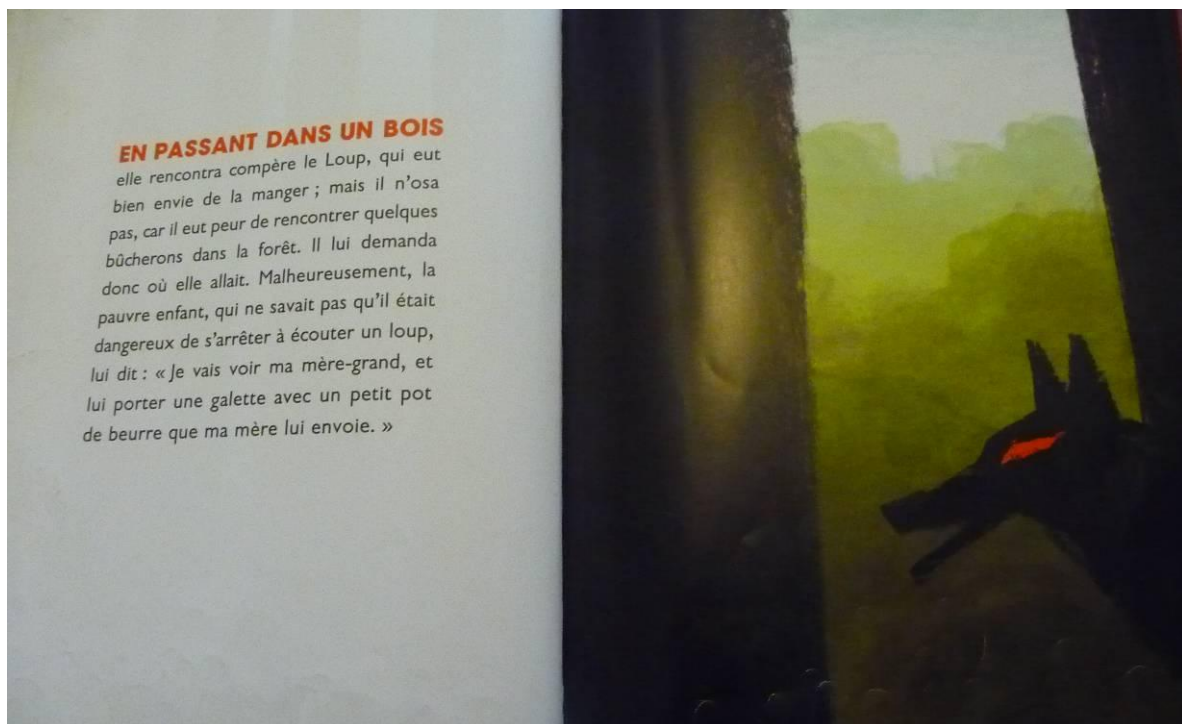 EN PASSANT DANS UN BOIS
elle rencontra compère le Loup, qui eut
bien envie de la manger ; mais il n'osa
pas, car il eut peur de rencontrer quelques
bûcherons dans la forêt. Il lui demanda
donc où elle allait. Malheureusement, la
pauvre enfant, qui ne savait pas qu'il était
dangereux de s'arrêter à écouter un loup,
lui dit : « Je vais voir ma mère-grand, et
lui porter une galette avec un petit pot
de beurre que ma mère lui envoie. »